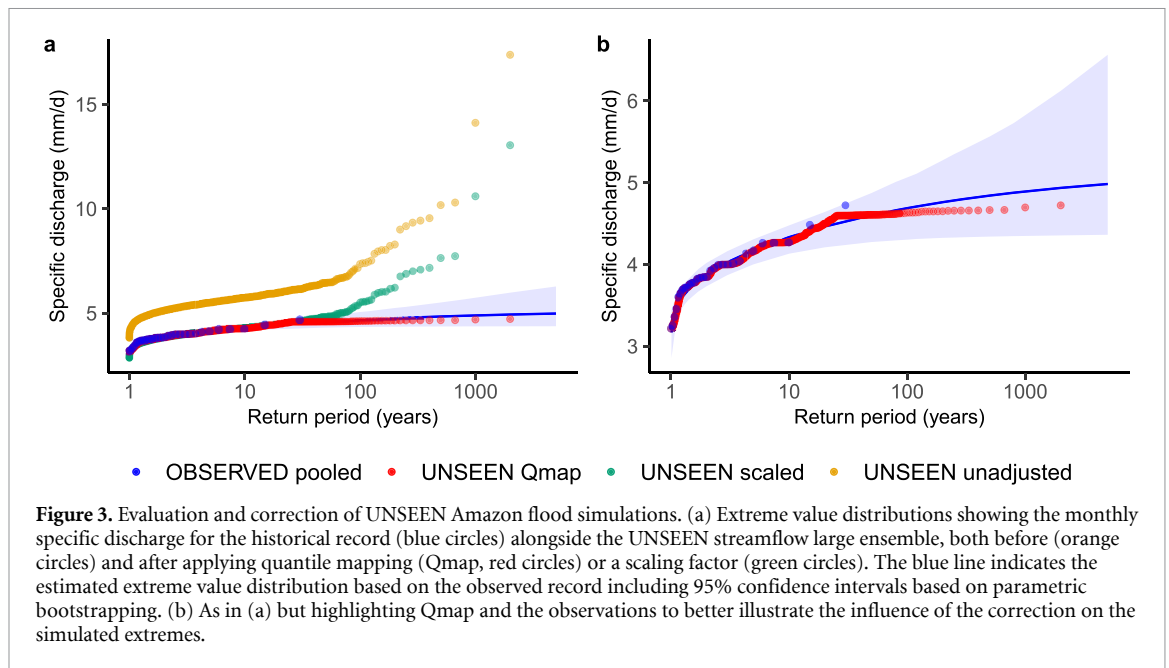 a
b
Specific discharge (mm/d)
15
10
5
1
10
100
1000
Return period (years)
Specific discharge (mm/d)
6
5
4
3
1
10
100
1000
Return period (years)
OBSERVED pooled UNSEEN Qmap UNSEEN scaled UNSEEN unadjusted
Figure 3. Evaluation and correction of UNSEEN Amazon flood simulations. (a) Extreme value distributions showing the monthly
specific discharge for the historical record (blue circles) alongside the UNSEEN streamflow large ensemble, both before (orange
circles) and after applying quantile mapping (Qmap, red circles) or a scaling factor (green circles). The blue line indicates the
estimated extreme value distribution based on the observed record including 95% confidence intervals based on parametric
bootstrapping. (b) As in (a) but highlighting Qmap and the observations to better illustrate the influence of the correction on the
simulated extremes.